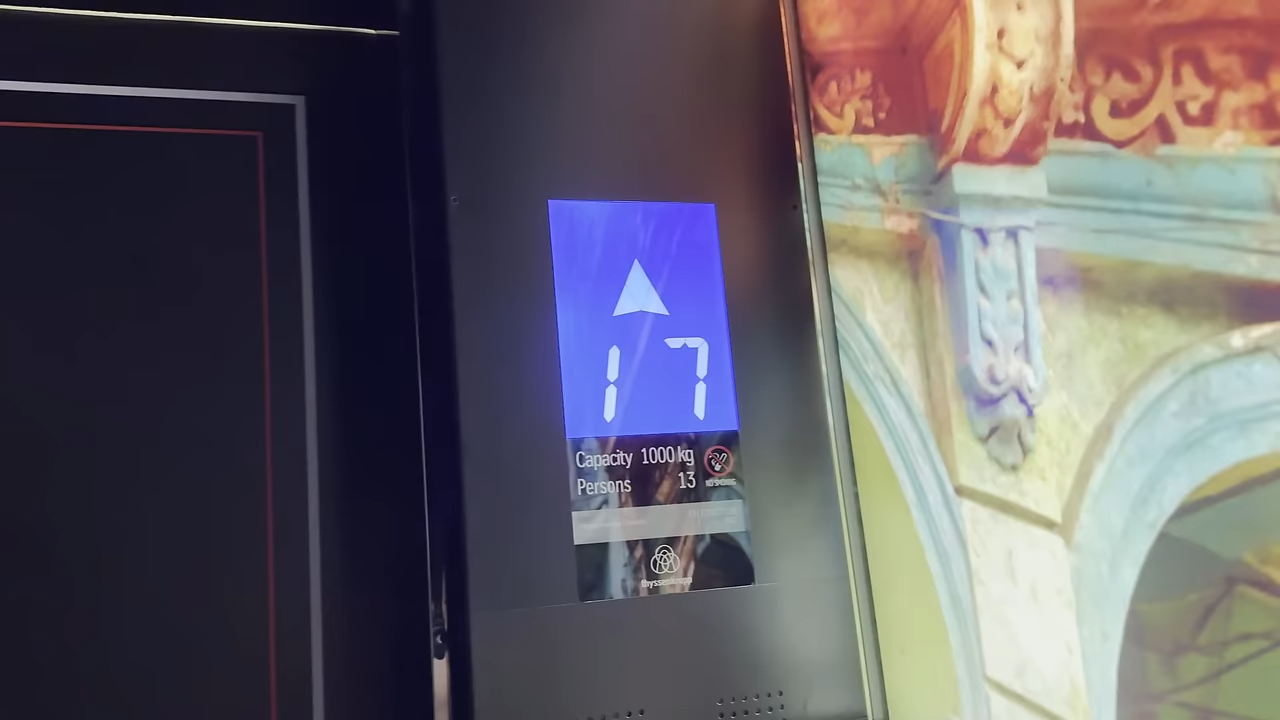 17
Capacity 1000 kg
Persons 13
NO SMOKING
thyssenkrupp